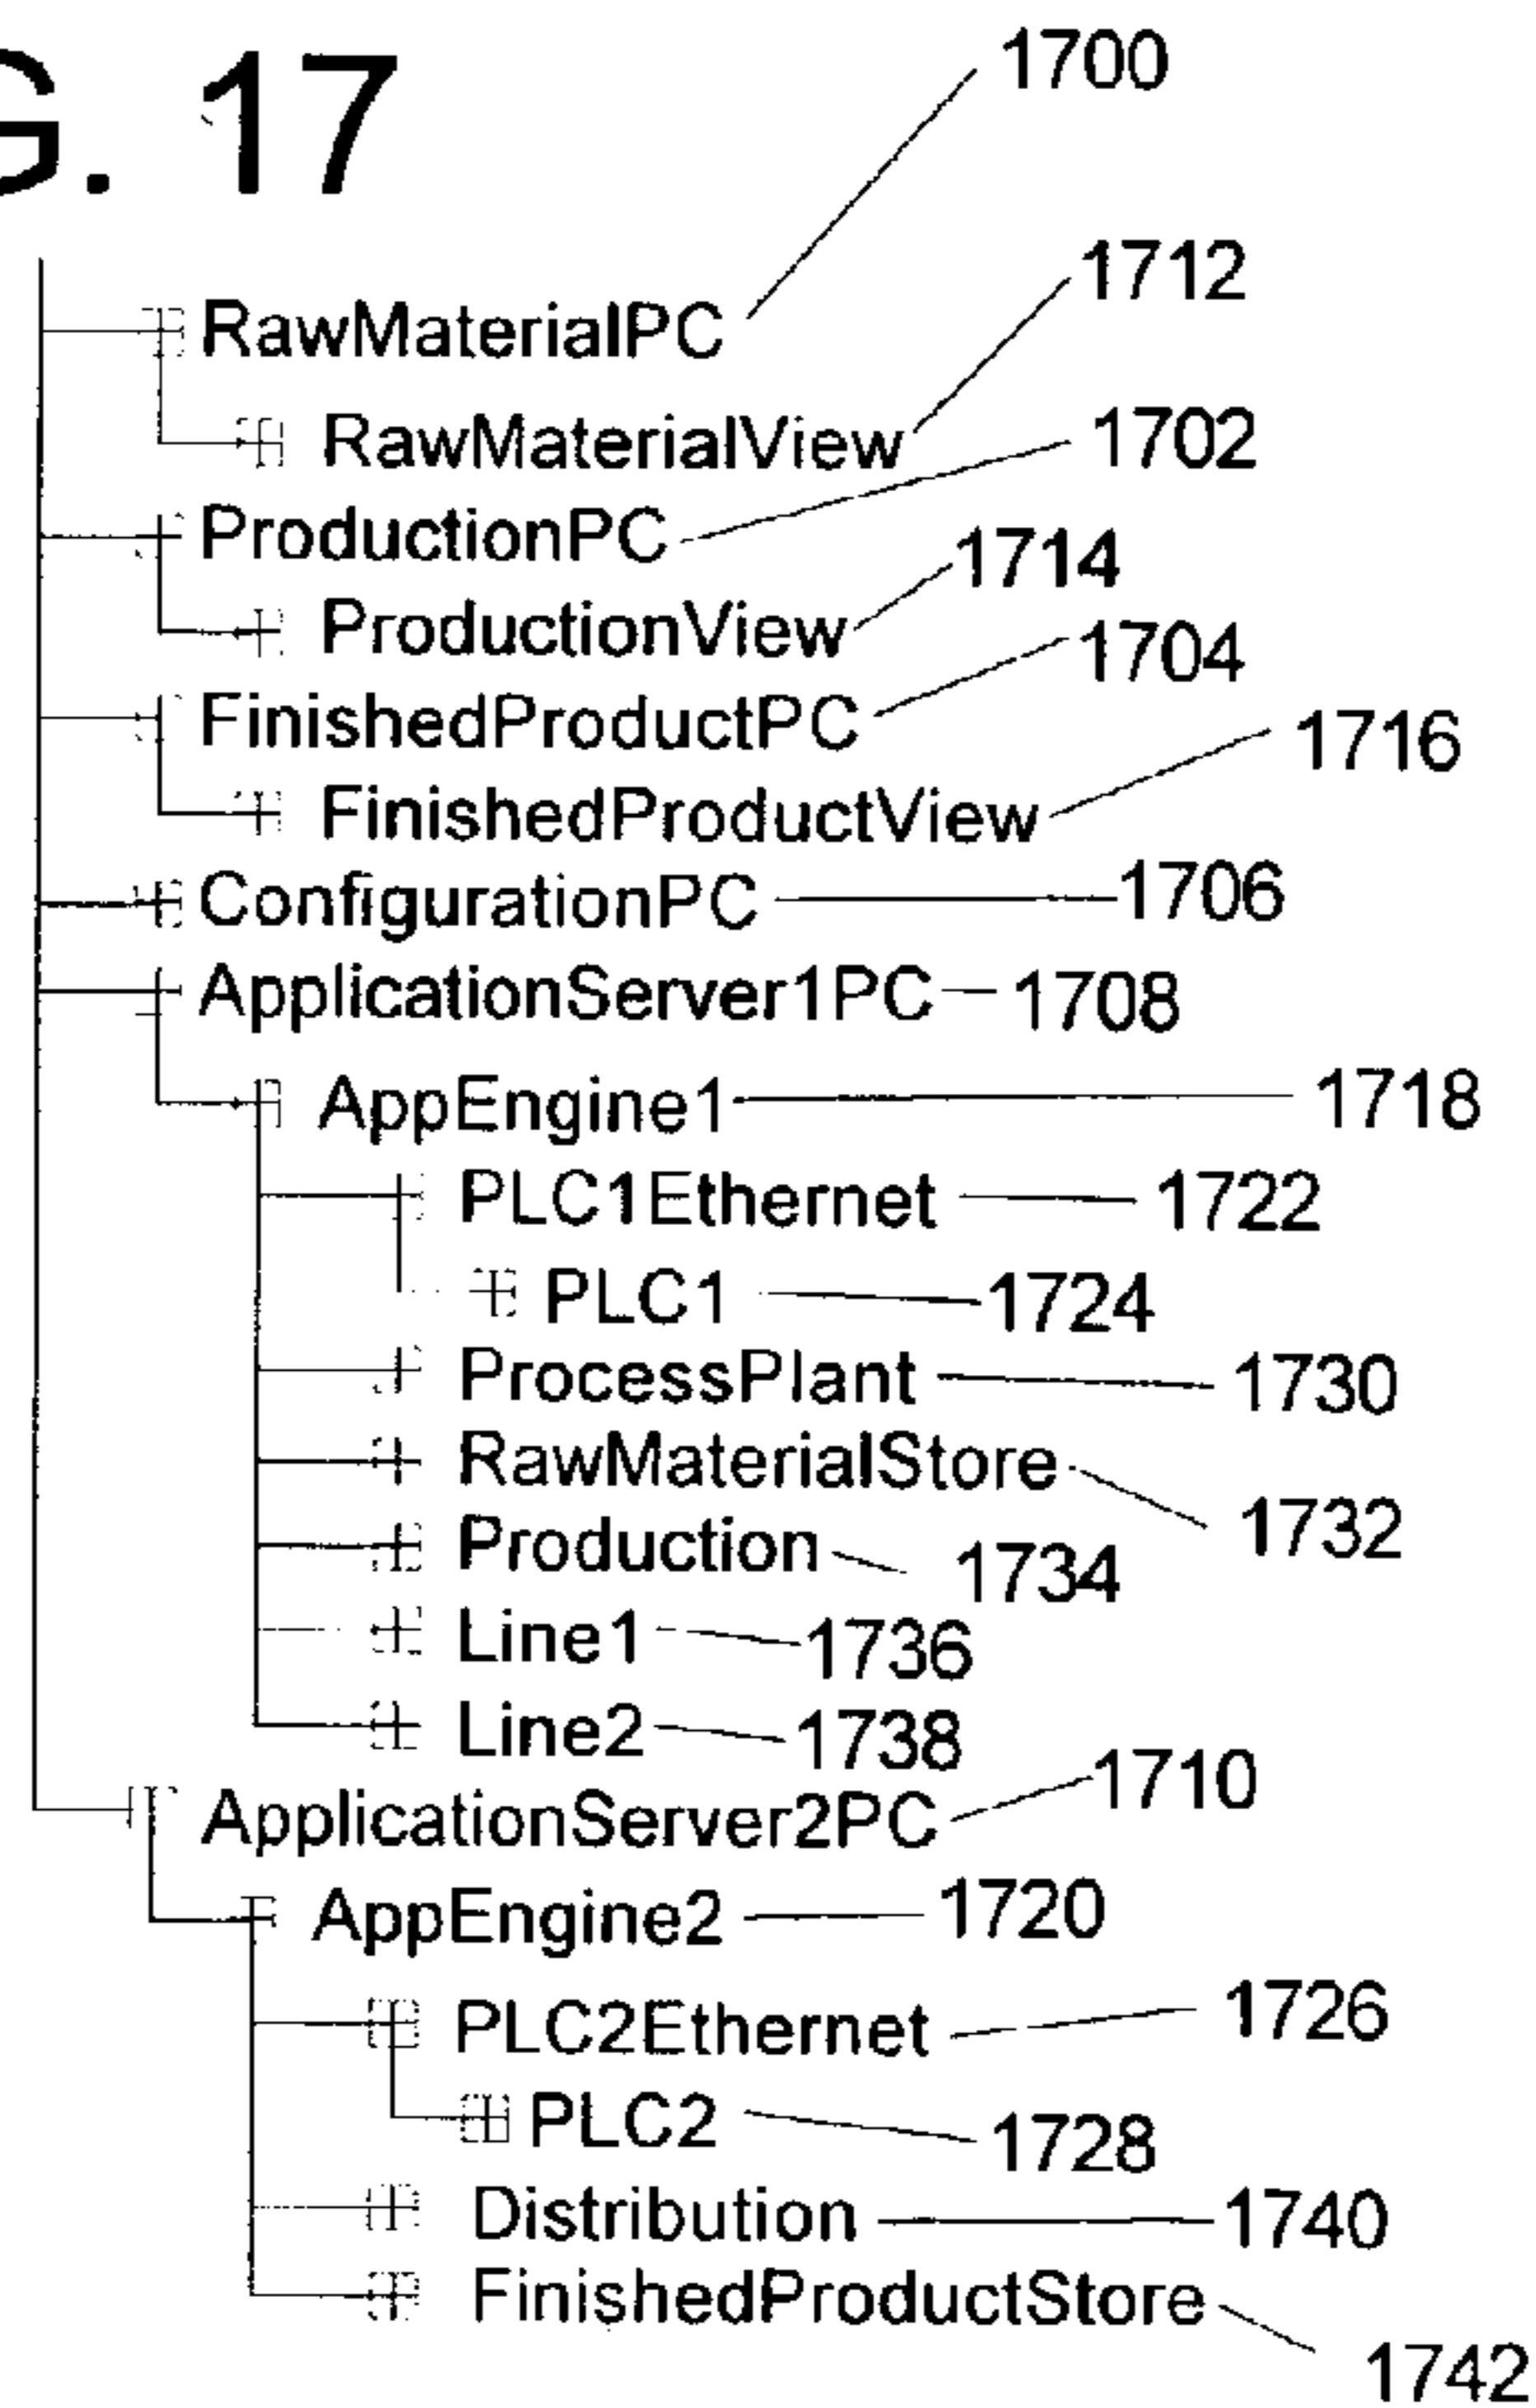 G. 17
1700
RawMaterialPC
1712
RawMaterialView
1702
ProductionPC
1714
ProductionView
1704
FinishedProductPC
1716
FinishedProductView
ConfigurationPC 1706
ApplicationServer1PC 1708
AppEngine1 1718
PLC1Ethernet 1722
PLC1 1724
ProcessPlant 1730
RawMaterialStore
1732
Production
1734
Line1 1736
Line2 1738
1710
ApplicationServer2PC
AppEngine2 1720
PLC2Ethernet 1726
PLC2 1728
Distribution 1740
FinishedProductStore
1742